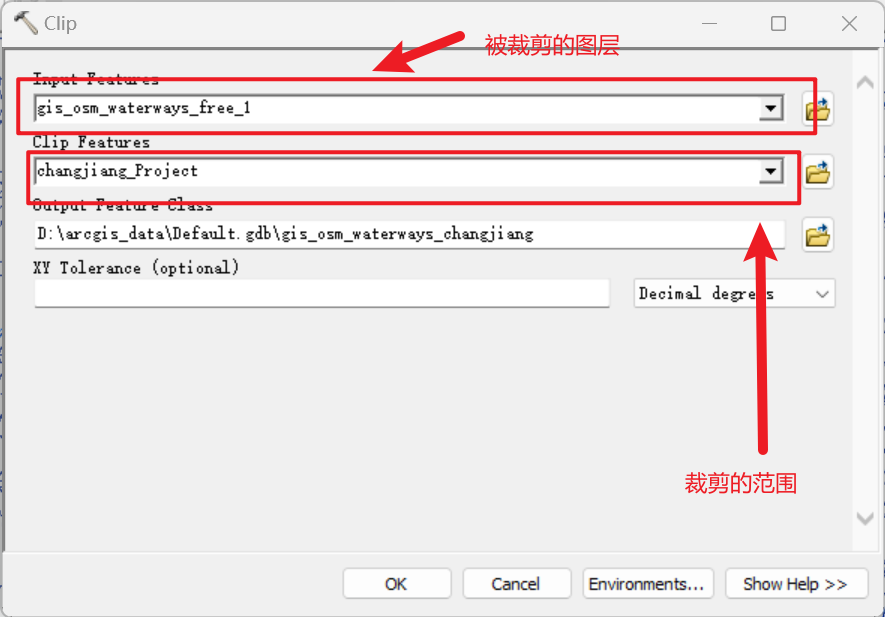 Clip
被裁剪的图层
Input Features
gis_osm_waterways_free_1
Clip Features
changjiang_Project
Output Feature Class
D:\arcgis_data\Default.gdb\gis_osm_waterways_changjiang
XY Tolerance (optional)
Decimal degrees
裁剪的范围
OK Cancel Environments... Show Help >>